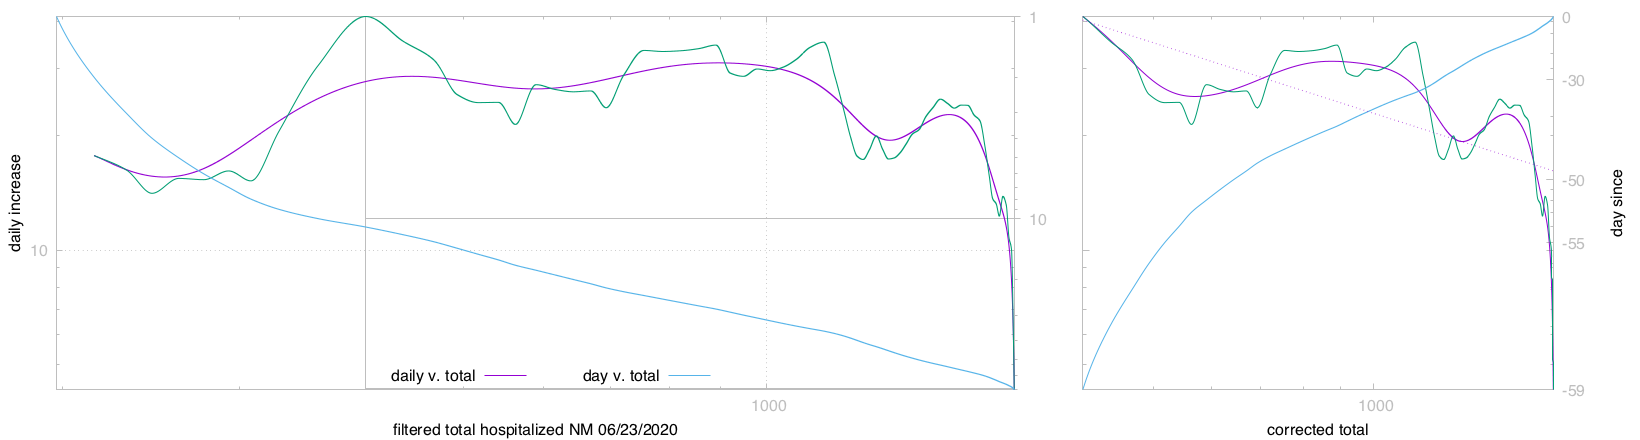 daily increase
10
1
10
daily v. total
day v. total
1000
filtered total hospitalized NM 06/23/2020
0
-30
-50
-55
-59
day since
1000
corrected total